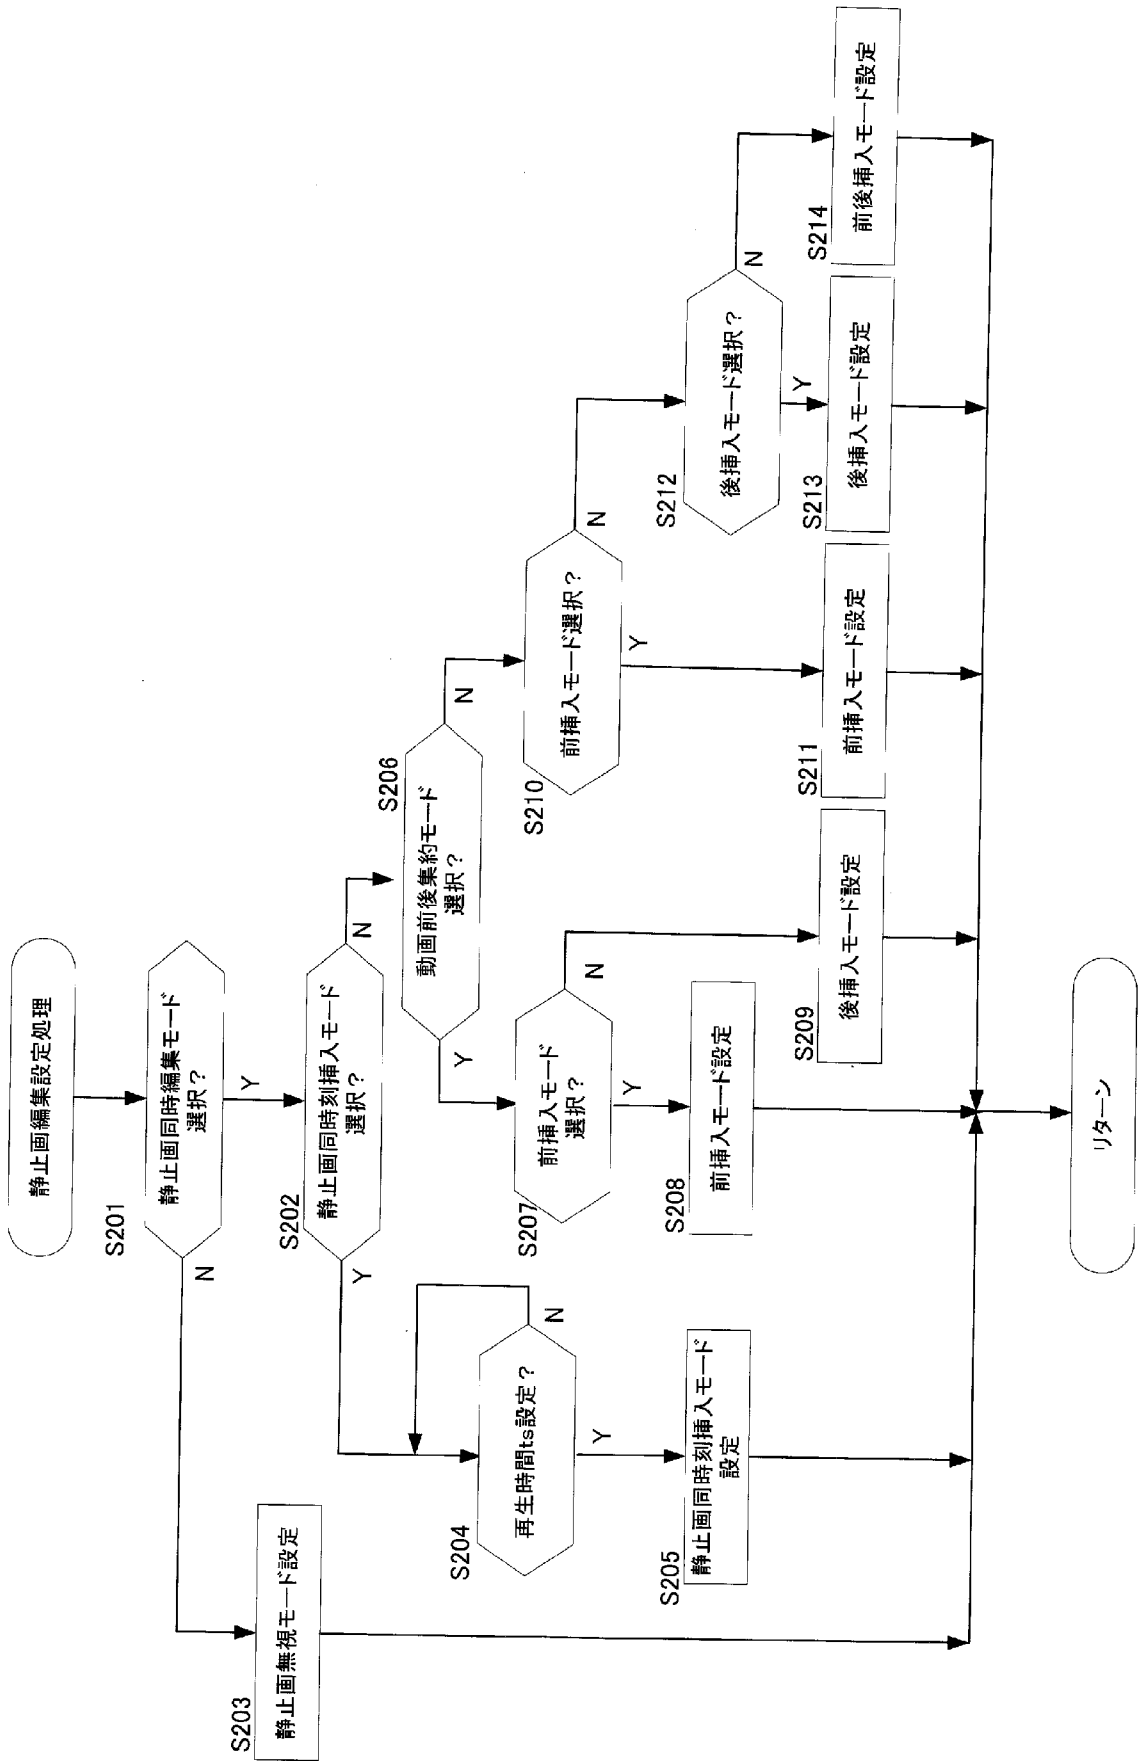 静止画編集設定処理
S201
静止画同時編集モード
選択？
N
Y
S203
静止画無視モード設定
S202
静止画同時刻挿入モード
選択？
Y
N
S204
再生時間ts設定？
N
Y
S205
静止画同時刻挿入モード
設定
S206
動画前後集約モード
選択？
Y
N
S207
前挿入モード
選択？
Y
N
S208
前挿入モード設定
S209
後挿入モード設定
S210
前挿入モード選択？
Y
N
S211
前挿入モード設定
S212
後挿入モード選択？
Y
N
S213
後挿入モード設定
S214
前後挿入モード設定
リターン